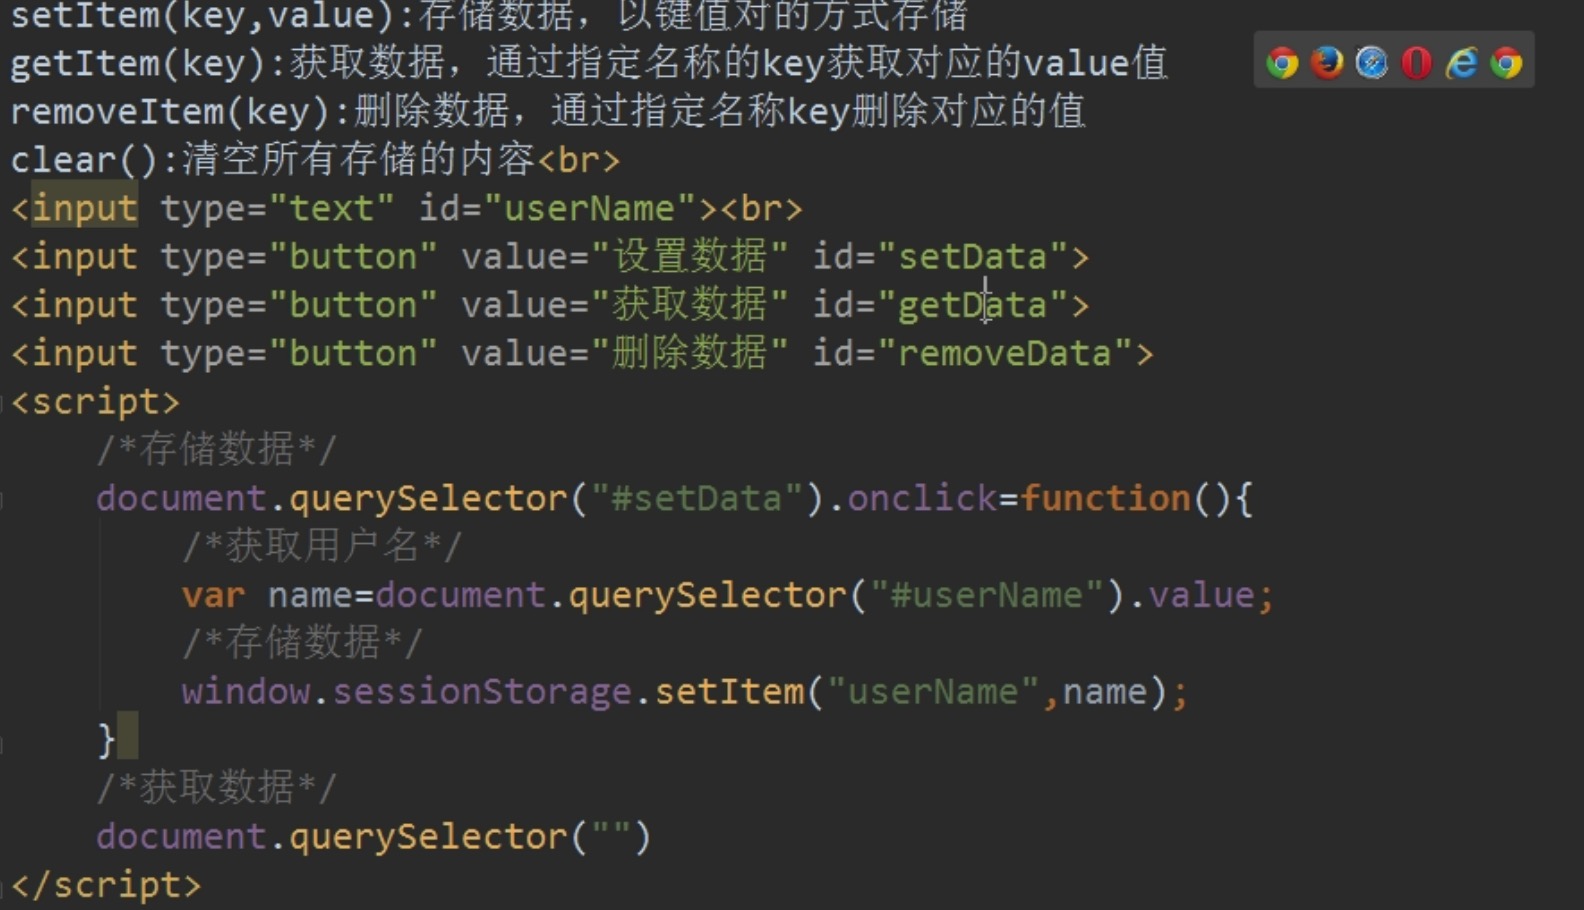 setItem(key,value):存储数据，以键值对的方式存储
getItem(key):获取数据，通过指定名称的key获取对应的value值
removeItem(key):删除数据，通过指定名称key删除对应的值
clear():清空所有存储的内容<br>
<input type="text" id="userName"><br>
<input type="button" value="设置数据" id="setData">
<input type="button" value="获取数据" id="getData">
<input type="button" value="删除数据" id="removeData">
<script>
    /*存储数据*/
    document.querySelector("#setData").onclick=function(){
        /*获取用户名*/
        var name=document.querySelector("#userName").value;
        /*存储数据*/
        window.sessionStorage.setItem("userName",name);
    }
    /*获取数据*/
    document.querySelector("")
</script>